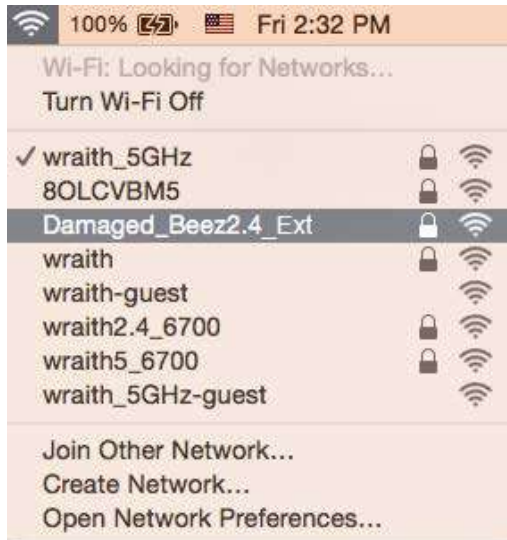 100% Fri 2:32 PM
Wi-Fi: Looking for Networks...
Turn Wi-Fi Off
wraith_5GHz
8OLCVBM5
Damaged_Beez2.4_Ext
wraith
wraith-guest
wraith2.4_6700
wraith5_6700
wraith_5GHz-guest
Join Other Network...
Create Network...
Open Network Preferences...